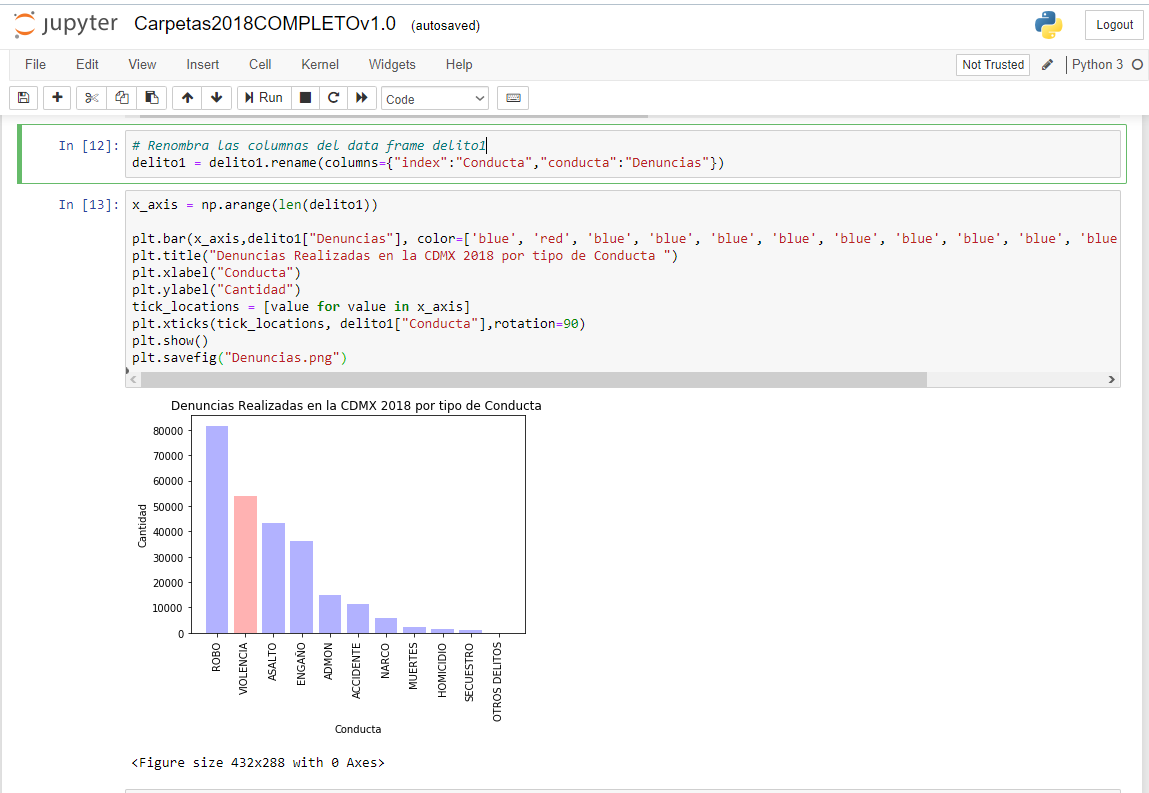 jupyter Carpetas2018COMPLETOv1.0 (autosaved)
Logout
File Edit View Insert Cell Kernel Widgets Help
Not Trusted
Python 3
Run
Code
In [12]:
# Renombra las columnas del data frame delito1
delito1 = delito1.rename(columns={"index":"Conducta","conducta":"Denuncias"})
In [13]:
x_axis = np.arange(len(delito1))
plt.bar(x_axis,delito1["Denuncias"], color=['blue', 'red', 'blue', 'blue', 'blue', 'blue', 'blue', 'blue', 'blue', 'blue', 'blue
plt.title("Denuncias Realizadas en la CDMX 2018 por tipo de Conducta ")
plt.xlabel("Conducta")
plt.ylabel("Cantidad")
tick_locations = [value for value in x_axis]
plt.xticks(tick_locations, delito1["Conducta"],rotation=90)
plt.show()
plt.savefig("Denuncias.png")
Denuncias Realizadas en la CDMX 2018 por tipo de Conducta
80000
70000
60000
50000
40000
30000
20000
10000
0
Cantidad
ROBO
VIOLENCIA
ASALTO
ENGAÑO
ADMON
ACCIDENTE
NARCO
MUERTES
HOMICIDIO
SECUESTRO
OTROS DELITOS
Conducta
<Figure size 432x288 with 0 Axes>